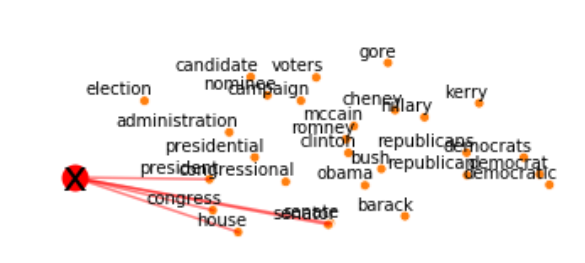 gore
candidate voters
nominee
election campaign
cheney kerry
hillary
administration mccain
romney
presidential clinton republicans
democrats
bush
president congressional republican democrat
obama democratic
congress
senator senate barack
house
X